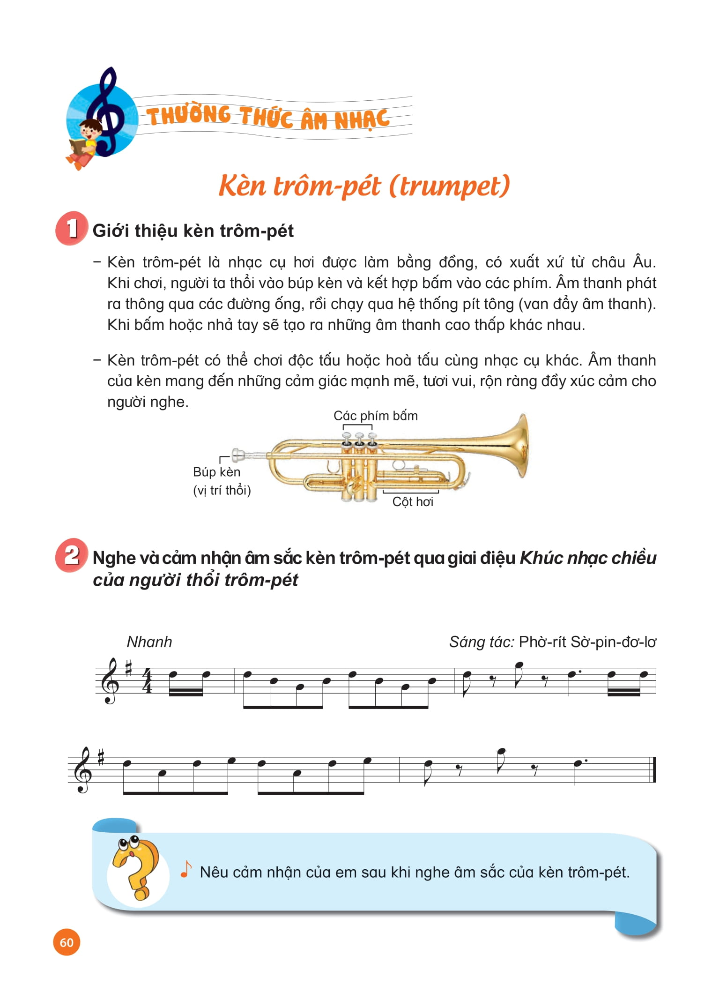 THƯỜNG THỨC ÂM NHẠC
Kèn trôm-pét (trumpet)
1 Giới thiệu kèn trôm-pét
– Kèn trôm-pét là nhạc cụ hơi được làm bằng đồng, có xuất xứ từ châu Âu.
Khi chơi, người ta thổi vào búp kèn và kết hợp bấm vào các phím. Âm thanh phát
ra thông qua các đường ống, rồi chạy qua hệ thống pít tông (van đẩy âm thanh).
Khi bấm hoặc nhả tay sẽ tạo ra những âm thanh cao thấp khác nhau.
– Kèn trôm-pét có thể chơi độc tấu hoặc hoà tấu cùng nhạc cụ khác. Âm thanh
của kèn mang đến những cảm giác mạnh mẽ, tươi vui, rộn ràng đầy xúc cảm cho
người nghe.
Các phím bấm
Búp kèn
(vị trí thổi)
Cột hơi
2 Nghe và cảm nhận âm sắc kèn trôm-pét qua giai điệu Khúc nhạc chiều
của người thổi trôm-pét
Nhanh
Sáng tác: Phờ-rít Sờ-pin-đơ-lơ
4
4
Nêu cảm nhận của em sau khi nghe âm sắc của kèn trôm-pét.
60